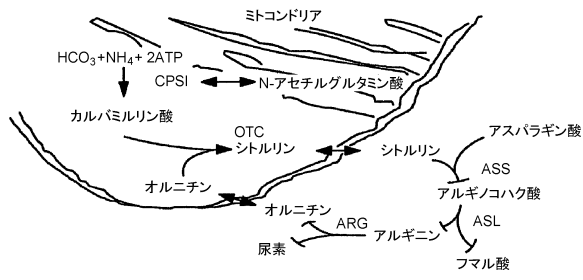 ミトコンドリア
HCO₃+NH₄+ 2ATP
CPSI
N-アセチルグルタミン酸
カルバミルリン酸
OTC
シトルリン
シトルリン
アスパラギン酸
ASS
オルニチン
アルギノコハク酸
オルニチン
ARG
ASL
尿素
アルギニン
フマル酸